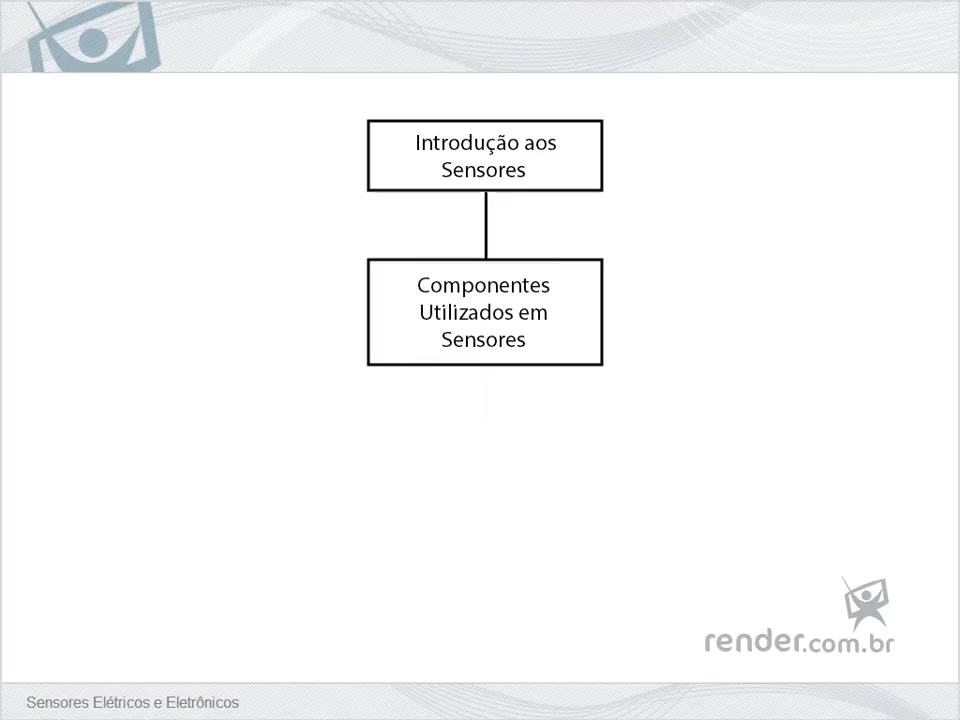 Introdução aos
Sensores
Componentes
Utilizados em
Sensores
render.com.br
Sensores Elétricos e Eletrônicos